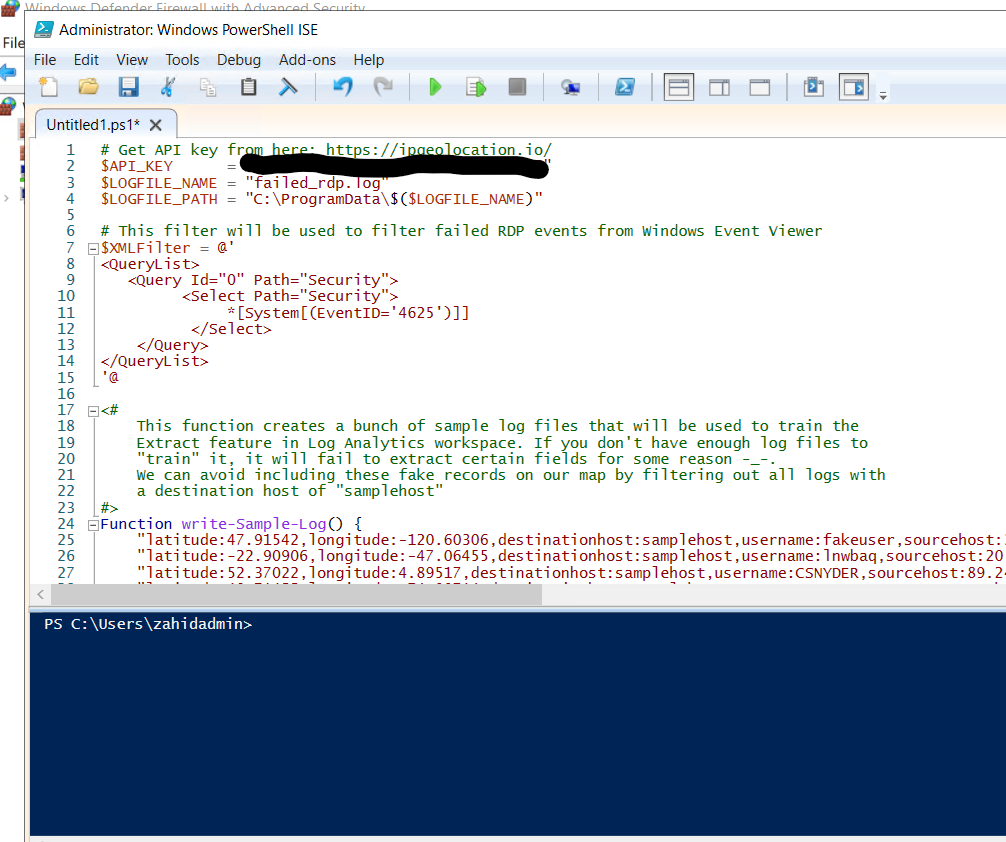 Windows Defender Firewall with Advanced Security
File
Administrator: Windows PowerShell ISE
File Edit View Tools Debug Add-ons Help
Untitled1.ps1*
1 # Get API key from here: https://ipgeolocation.io/
2 $API_KEY = "
3 $LOGFILE_NAME = "failed_rdp.log"
4 $LOGFILE_PATH = "C:\ProgramData\$($LOGFILE_NAME)"
5
6 # This filter will be used to filter failed RDP events from Windows Event Viewer
7 $XMLFilter = @'
8 <QueryList>
9 <Query Id="0" Path="Security">
10 <Select Path="Security">
11 *[System[(EventID='4625')]]
12 </Select>
13 </Query>
14 </QueryList>
15 '@
16
17 <#
18 This function creates a bunch of sample log files that will be used to train the
19 Extract feature in Log Analytics workspace. If you don't have enough log files to
20 "train" it, it will fail to extract certain fields for some reason -_-.
21 We can avoid including these fake records on our map by filtering out all logs with
22 a destination host of "samplehost"
23 #>
24 Function write-Sample-Log() {
25 "latitude:47.91542,longitude:-120.60306,destinationhost:samplehost,username:fakeuser,sourcehost:
26 "latitude:-22.90906,longitude:-47.06455,destinationhost:samplehost,username:lnwbaq,sourcehost:20
27 "latitude:52.37022,longitude:4.89517,destinationhost:samplehost,username:CSNYDER,sourcehost:89.24
PS C:\Users\zahidadmin>